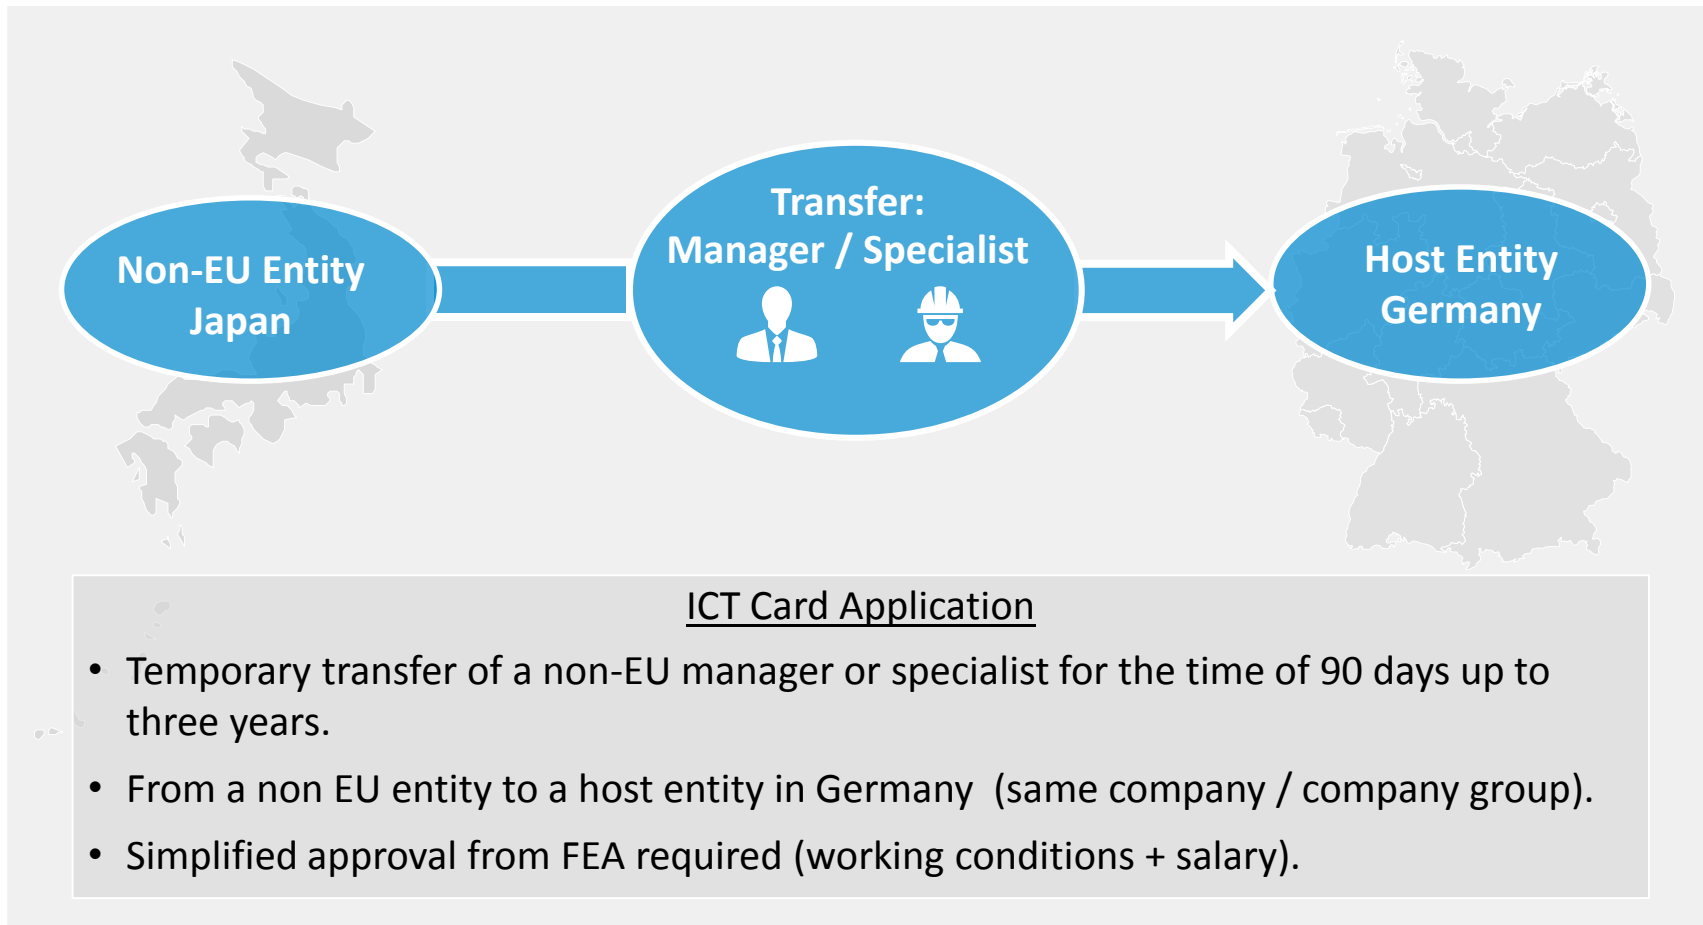 Non-EU Entity
Japan
Transfer:
Manager / Specialist
Host Entity
Germany
ICT Card Application
• Temporary transfer of a non-EU manager or specialist for the time of 90 days up to
three years.
• From a non EU entity to a host entity in Germany  (same company / company group).
• Simplified approval from FEA required (working conditions + salary).